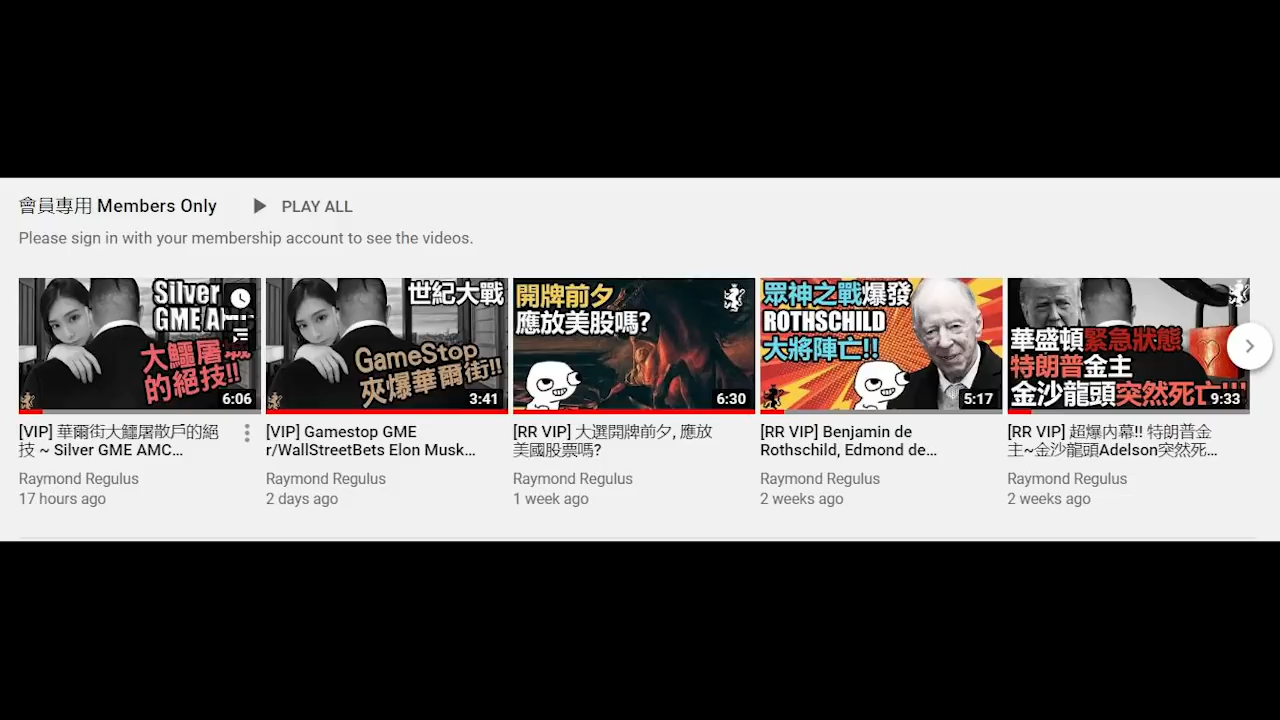 會員專用 Members Only
PLAY ALL
Please sign in with your membership account to see the videos.
Silver
GME AM
大鱷屠
的絕技!!
6:06
世紀大戰
GameStop
夾爆華爾街!!
3:41
開牌前夕
應放美股嗎?
6:30
眾神之戰爆發
ROTHSCHILD
大將陣亡!!
5:17
華盛頓緊急狀態
特朗普金主
金沙龍頭突然死亡!!!
9:33
[VIP] 華爾街大鱷屠散戶的絕
技 ~ Silver GME AMC...
Raymond Regulus
17 hours ago
[VIP] Gamestop GME
r/WallStreetBets Elon Musk...
Raymond Regulus
2 days ago
[RR VIP] 大選開牌前夕, 應放
美國股票嗎?
Raymond Regulus
1 week ago
[RR VIP] Benjamin de
Rothschild, Edmond de...
Raymond Regulus
2 weeks ago
[RR VIP] 超爆內幕!! 特朗普金
主~金沙龍頭Adelson突然死...
Raymond Regulus
2 weeks ago